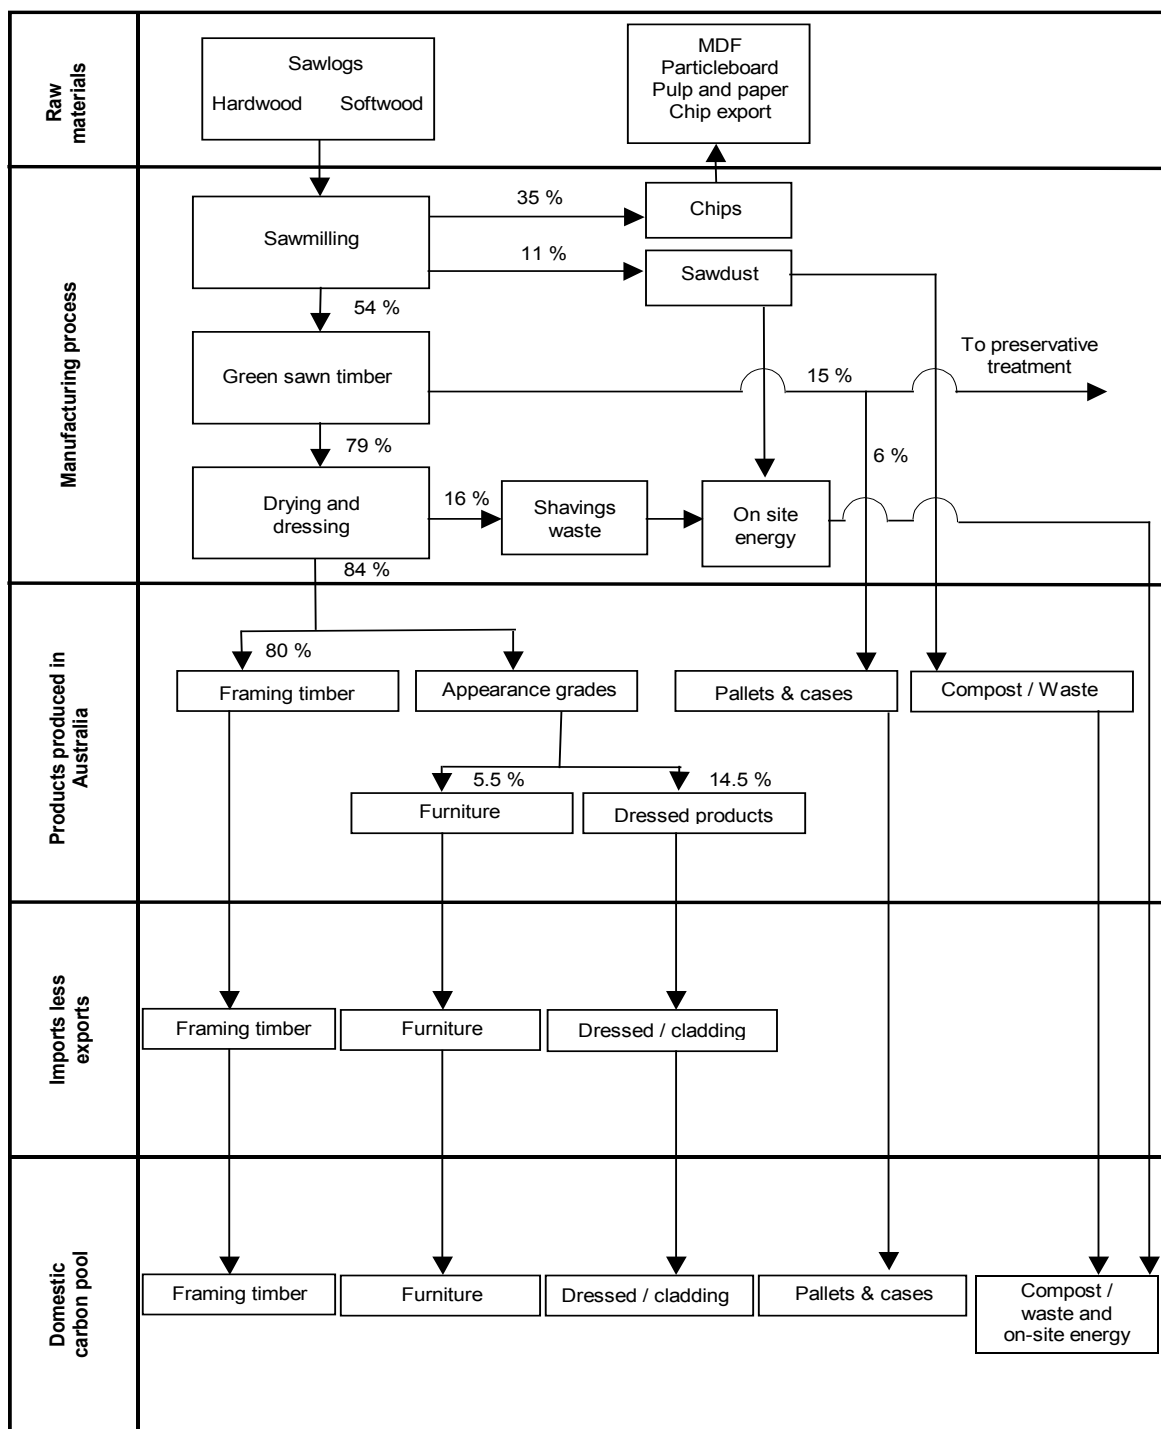 Raw
materials
Sawlogs
Hardwood Softwood
MDF
Particleboard
Pulp and paper
Chip export
Manufacturing process
Sawmilling
35 %
Chips
11 %
Sawdust
54 %
Green sawn timber
15 %
To preservative
treatment
79 %
6 %
Drying and
dressing
16 %
Shavings
waste
On site
energy
84 %
Products produced in
Australia
80 %
Framing timber
Appearance grades
Pallets & cases
Compost / Waste
5.5 %
14.5 %
Furniture
Dressed products
Imports less
exports
Framing timber
Furniture
Dressed / cladding
Domestic
carbon pool
Framing timber
Furniture
Dressed / cladding
Pallets & cases
Compost /
waste and
on-site energy